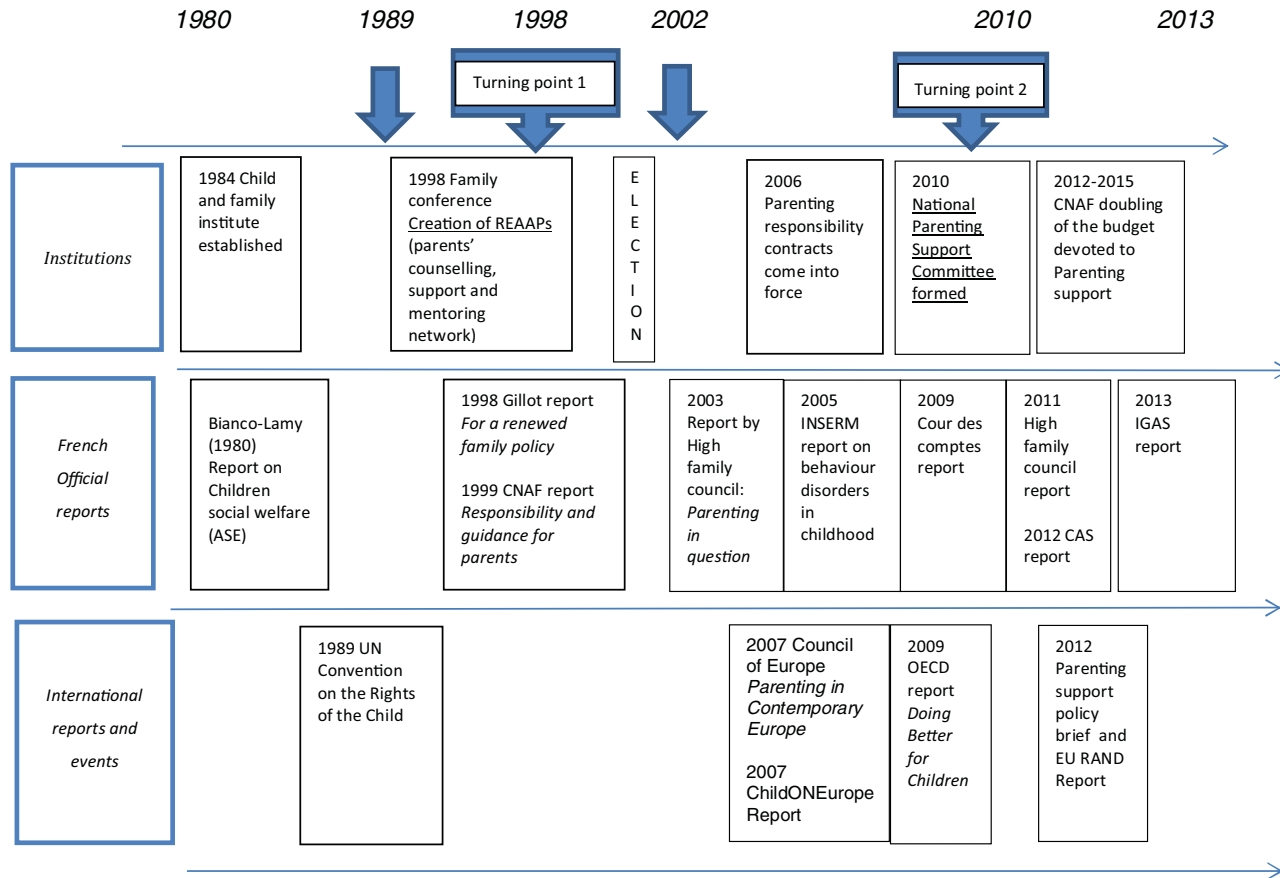 1980 1989 1998 2002 2010 2013
Turning point 1
Turning point 2
Institutions
1984 Child
and family
institute
established
1998 Family
conference
Creation of REAAPs
(parents’
counselling,
support and
mentoring
network)
E
L
E
C
T
I
O
N
2006
Parenting
responsibility
contracts
come into
force
2010
National
Parenting
Support
Committee
formed
2012-2015
CNAF doubling
of the budget
devoted to
Parenting
support
French
Official
reports
Bianco-Lamy
(1980)
Report on
Children
social welfare
(ASE)
1998 Gillot report
For a renewed
family policy
1999 CNAF report
Responsibility and
guidance for
parents
2003
Report by
High
family
council:
Parenting
in
question
2005
INSERM
report on
behaviour
disorders
in
childhood
2009
Cour des
comptes
report
2011
High
family
council
report
2012 CAS
report
2013
IGAS
report
International
reports and
events
1989 UN
Convention
on the Rights
of the Child
2007 Council
of Europe
Parenting in
Contemporary
Europe
2007
ChildONEurope
Report
2009
OECD
report
Doing
Better
for
Children
2012
Parenting
support
policy
brief and
EU RAND
Report